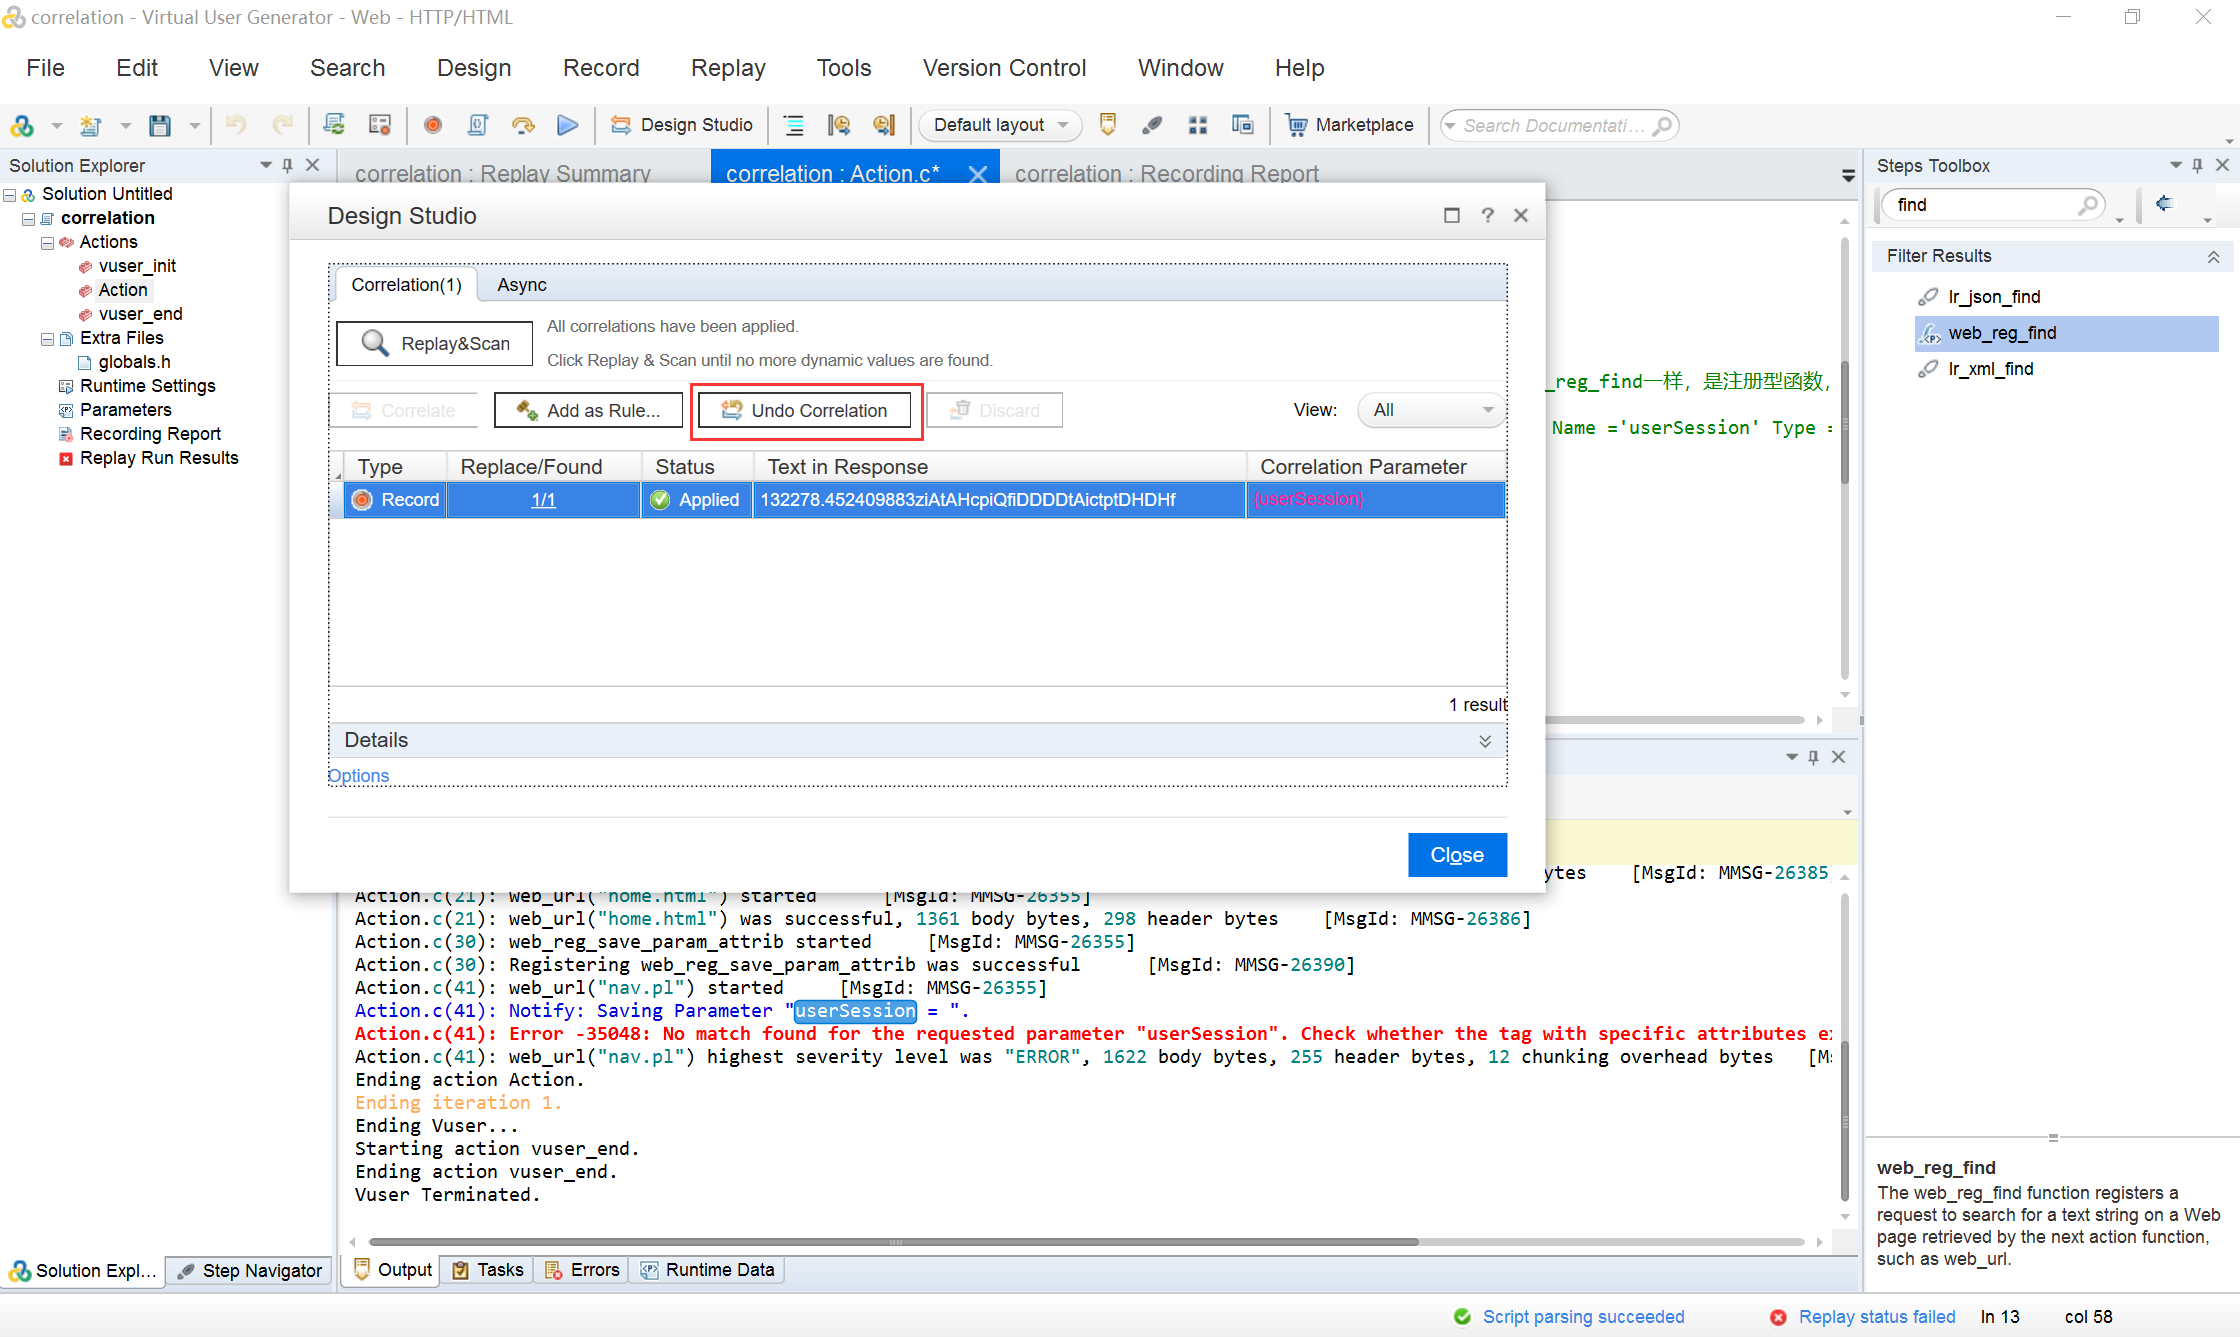 correlation - Virtual User Generator - Web - HTTP/HTML
File Edit View Search Design Record Replay Tools Version Control Window Help
Design Studio Default layout Marketplace Search Documentati...
Solution Explorer
correlation : Replay Summary correlation : Action.c* correlation : Recording Report
Steps Toolbox
Solution Untitled
correlation
Actions
vuser_init
Action
vuser_end
Extra Files
globals.h
Runtime Settings
Parameters
Recording Report
Replay Run Results
Design Studio
Correlation(1) Async
Replay&Scan
All correlations have been applied.
Click Replay & Scan until no more dynamic values are found.
Correlate Add as Rule... Undo Correlation Discard View: All
Type Replace/Found Status Text in Response Correlation Parameter
Record 1/1 Applied 132278.452409883ziAtAHcpiQfiDDDDtAictptDHDHf {userSession}
1 result
Details
Options
Close
_reg_find一样，是注册型函数，
Name ='userSession' Type =
find
Filter Results
lr_json_find
web_reg_find
lr_xml_find
ytes [MsgId: MMSG-26385
Action.c(21): web_url("home.html") started [MsgId: MMSG-26355]
Action.c(21): web_url("home.html") was successful, 1361 body bytes, 298 header bytes [MsgId: MMSG-26386]
Action.c(30): web_reg_save_param_attrib started [MsgId: MMSG-26355]
Action.c(30): Registering web_reg_save_param_attrib was successful [MsgId: MMSG-26390]
Action.c(41): web_url("nav.pl") started [MsgId: MMSG-26355]
Action.c(41): Notify: Saving Parameter "userSession = ".
Action.c(41): Error -35048: No match found for the requested parameter "userSession". Check whether the tag with specific attributes ex
Action.c(41): web_url("nav.pl") highest severity level was "ERROR", 1622 body bytes, 255 header bytes, 12 chunking overhead bytes [Ms
Ending action Action.
Ending iteration 1.
Ending Vuser...
Starting action vuser_end.
Ending action vuser_end.
Vuser Terminated.
web_reg_find
The web_reg_find function registers a
request to search for a text string on a Web
page retrieved by the next action function,
such as web_url.
Solution Expl... Step Navigator Output Tasks Errors Runtime Data
Script parsing succeeded Replay status failed ln 13 col 58